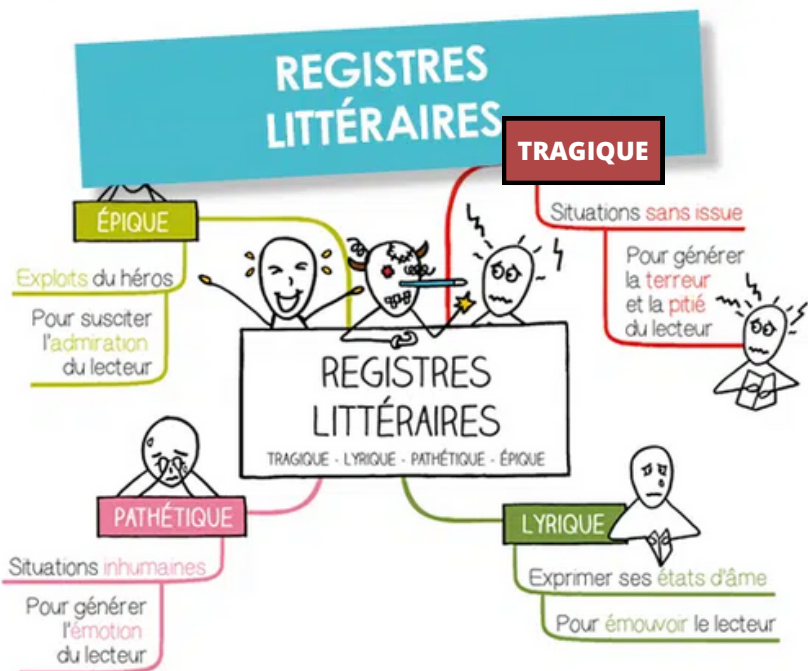 REGISTRES
LITTÉRAIRES
TRAGIQUE
Situations sans issue
Pour générer
la terreur
et la pitié
du lecteur
ÉPIQUE
Exploits du héros
Pour susciter
l'admiration
du lecteur
REGISTRES
LITTÉRAIRES
TRAGIQUE - LYRIQUE - PATHÉTIQUE - ÉPIQUE
PATHÉTIQUE
Situations inhumaines
Pour générer
l'émotion
du lecteur
LYRIQUE
Exprimer ses états d'âme
Pour émouvoir le lecteur